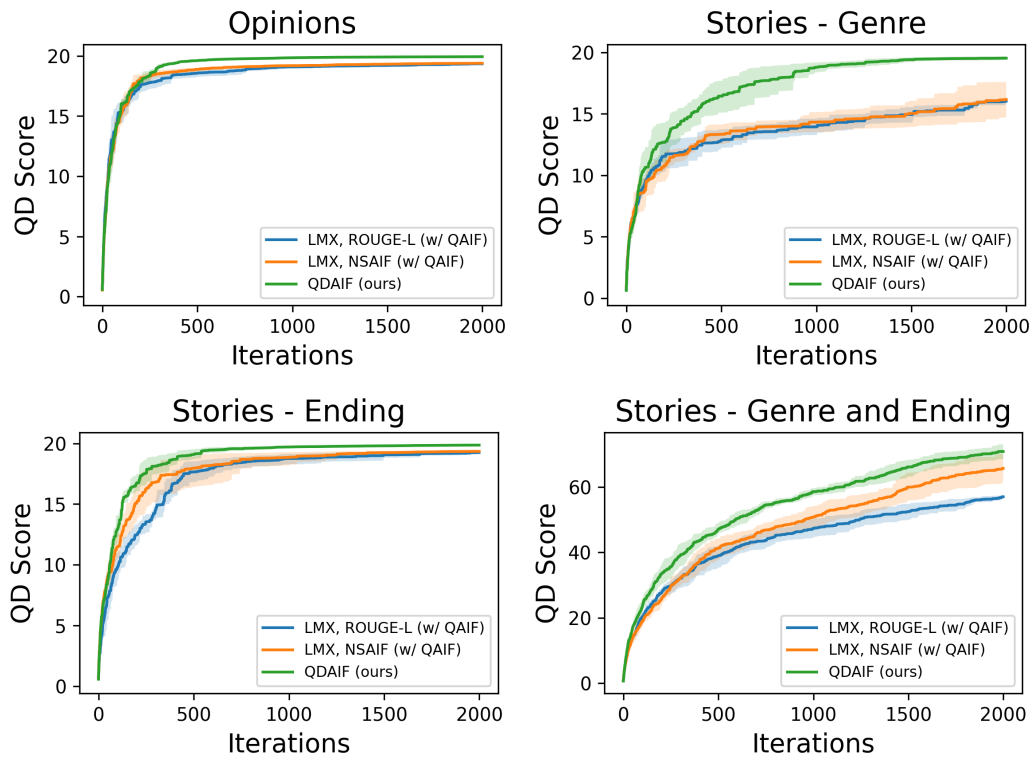 Opinions
QD Score
20
15
10
5
0
LMX, ROUGE-L (w/ QAIF)
LMX, NSAIF (w/ QAIF)
QDAIF (ours)
0 500 1000 1500 2000
Iterations
Stories - Genre
QD Score
20
15
10
5
0
LMX, ROUGE-L (w/ QAIF)
LMX, NSAIF (w/ QAIF)
QDAIF (ours)
0 500 1000 1500 2000
Iterations
Stories - Ending
QD Score
20
15
10
5
0
LMX, ROUGE-L (w/ QAIF)
LMX, NSAIF (w/ QAIF)
QDAIF (ours)
0 500 1000 1500 2000
Iterations
Stories - Genre and Ending
QD Score
60
40
20
0
LMX, ROUGE-L (w/ QAIF)
LMX, NSAIF (w/ QAIF)
QDAIF (ours)
0 500 1000 1500 2000
Iterations